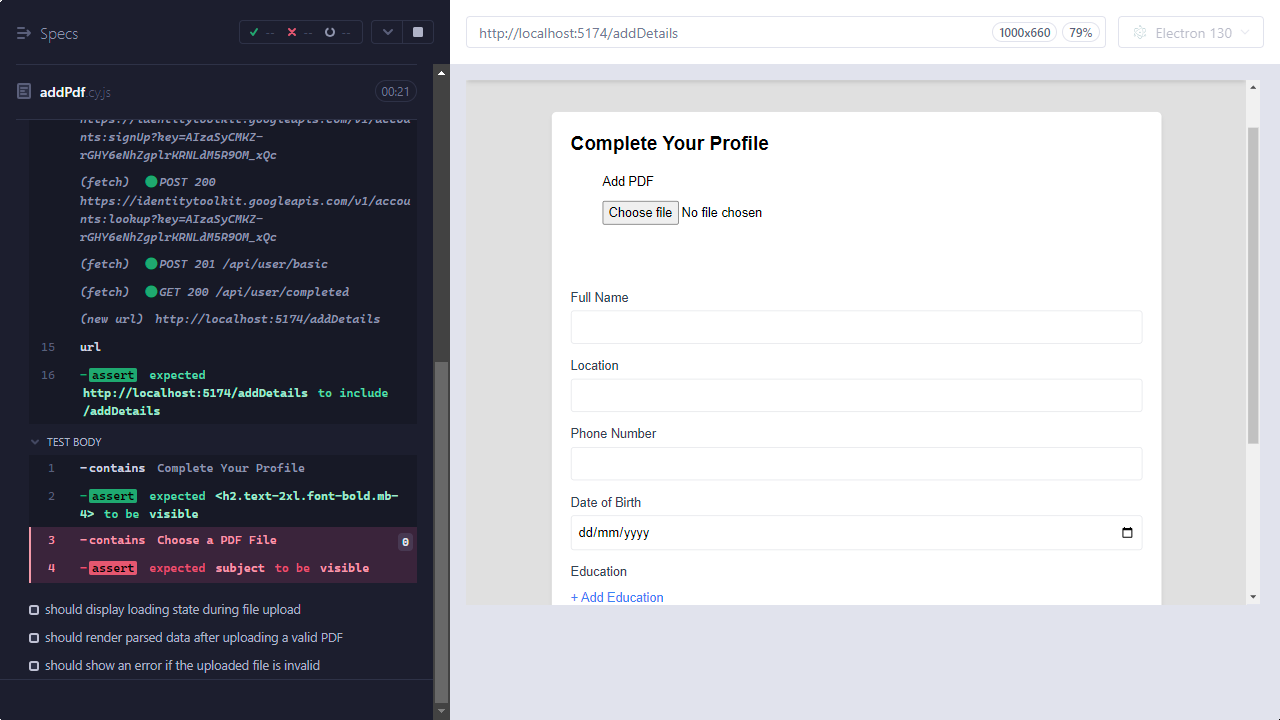 Specs
--
--
--
addPdf.cy.js
00:21
https://identitytoolkit.googleapis.com/v1/accou
nts:signUp?key=AIzaSyCMKZ-
rGHY6eNhZgplrKRNLdM5R9OM_xQc
(fetch) POST 200
https://identitytoolkit.googleapis.com/v1/accou
nts:lookup?key=AIzaSyCMKZ-
rGHY6eNhZgplrKRNLdM5R9OM_xQc
(fetch) POST 201 /api/user/basic
(fetch) GET 200 /api/user/completed
(new url) http://localhost:5174/addDetails
15 url
16 -assert expected
http://localhost:5174/addDetails to include
/addDetails
TEST BODY
1 -contains Complete Your Profile
2 -assert expected <h2.text-2xl.font-bold.mb-
4> to be visible
3 -contains Choose a PDF File 0
4 -assert expected subject to be visible
should display loading state during file upload
should render parsed data after uploading a valid PDF
should show an error if the uploaded file is invalid
http://localhost:5174/addDetails
1000x660
79%
Electron 130
Complete Your Profile
Add PDF
Choose file No file chosen
Full Name
Location
Phone Number
Date of Birth
dd/mm/yyyy
Education
+ Add Education